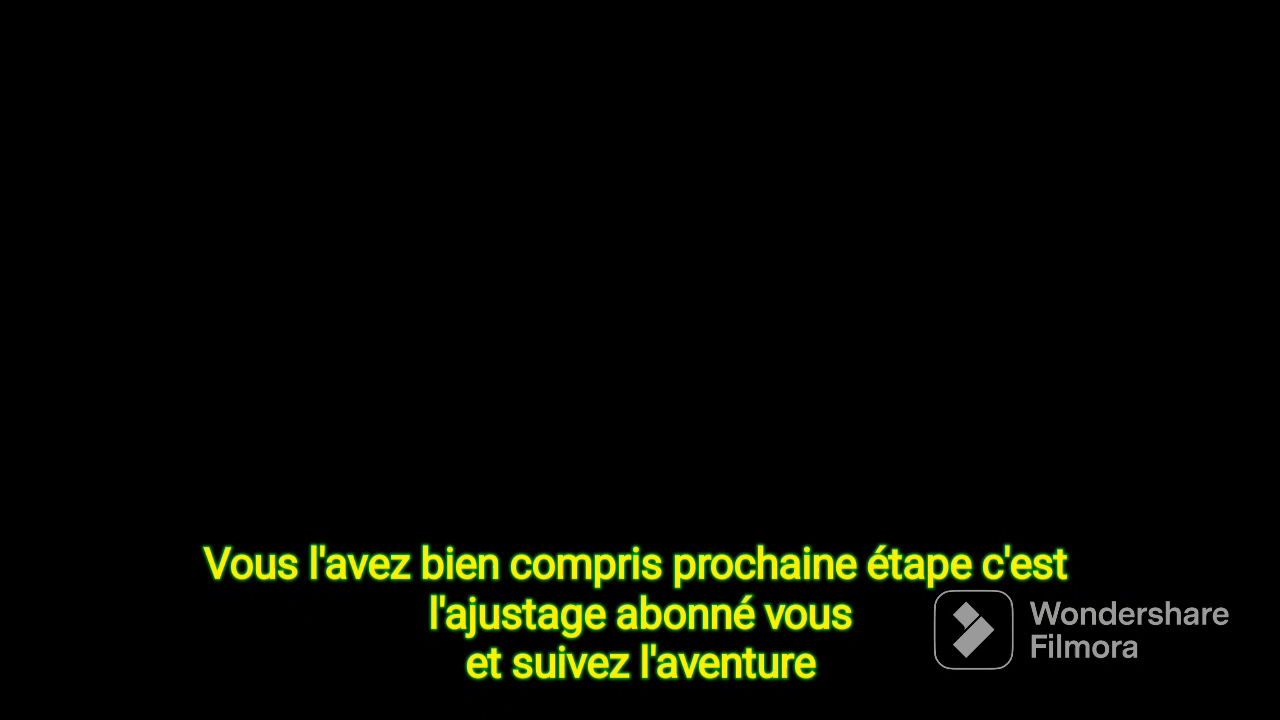 Vous l'avez bien compris prochaine étape c'est
l'ajustage abonné vous
et suivez l'aventure
Wondershare
Filmora